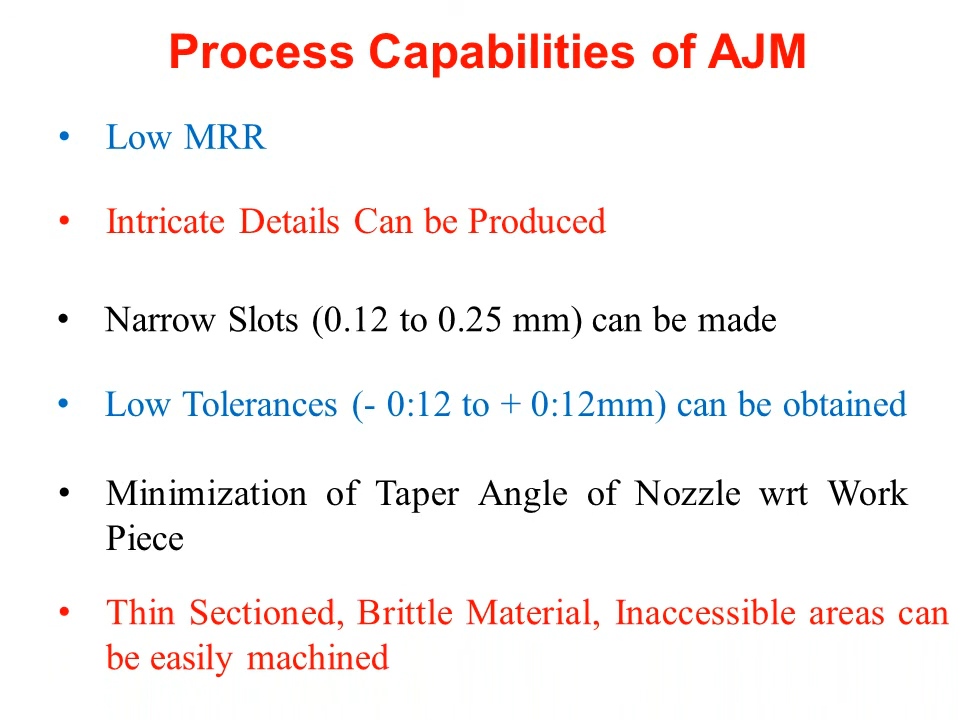 Process Capabilities of AJM
• Low MRR
• Intricate Details Can be Produced
• Narrow Slots (0.12 to 0.25 mm) can be made
• Low Tolerances (- 0:12 to + 0:12mm) can be obtained
• Minimization of Taper Angle of Nozzle wrt Work
Piece
• Thin Sectioned, Brittle Material, Inaccessible areas can
be easily machined